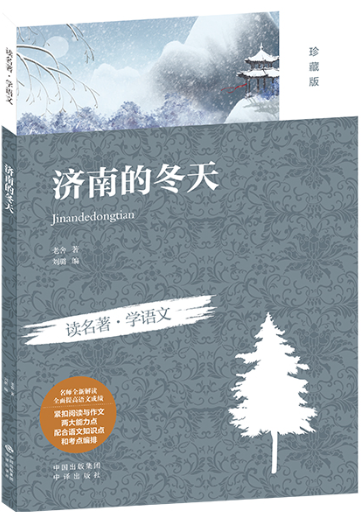 读名著·学语文
济南的冬天
珍藏版
济南的冬天
Jinandedongtian
老舍 著
刘璐 编
读名著·学语文
名师全新解读
全面提高语文成绩
紧扣阅读与作文
两大能力点
配合语文知识点
和考点编排
中国出版集团
中译出版社